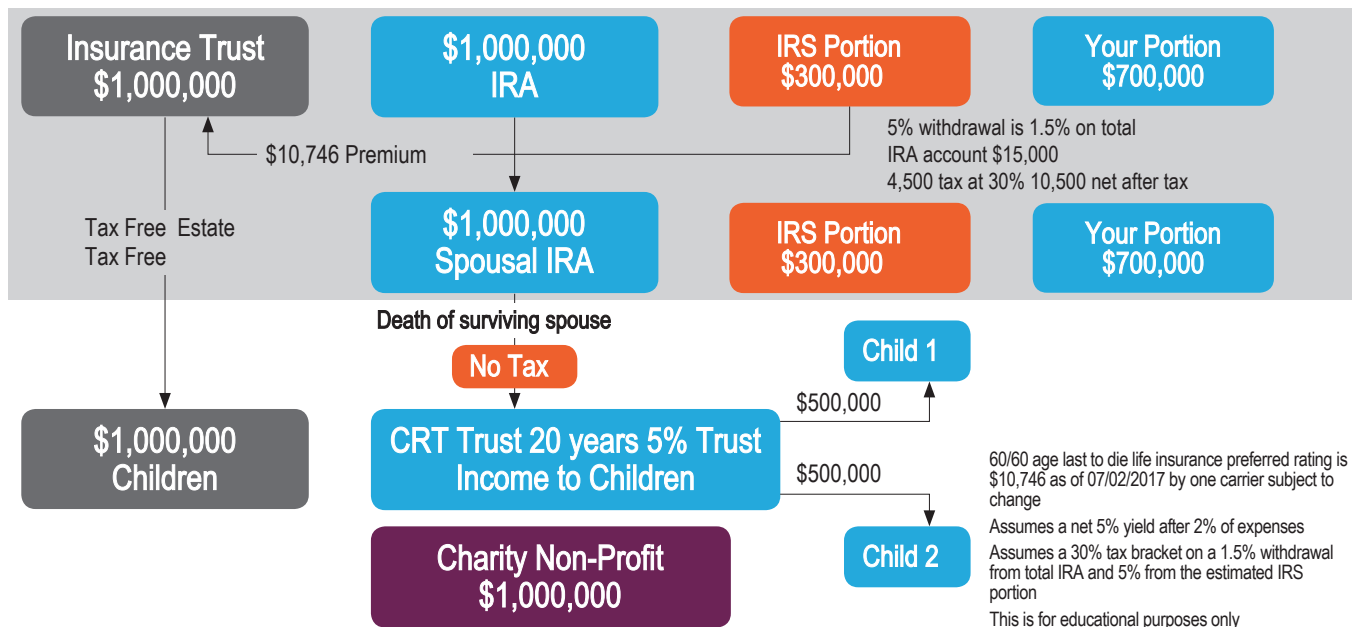 Insurance Trust
$1,000,000
$1,000,000
IRA
IRS Portion
$300,000
Your Portion
$700,000
$10,746 Premium
5% withdrawal is 1.5% on total
IRA account $15,000
4,500 tax at 30% 10,500 net after tax
Tax Free  Estate
Tax Free
$1,000,000
Spousal IRA
IRS Portion
$300,000
Your Portion
$700,000
Death of surviving spouse
No Tax
$1,000,000
Children
CRT Trust 20 years 5% Trust
Income to Children
$500,000
Child 1
$500,000
Child 2
Charity Non-Profit
$1,000,000
60/60 age last to die life insurance preferred rating is
$10,746 as of 07/02/2017 by one carrier subject to
change
Assumes a net 5% yield after 2% of expenses
Assumes a 30% tax bracket on a 1.5% withdrawal
from total IRA and 5% from the estimated IRS
portion
This is for educational purposes only